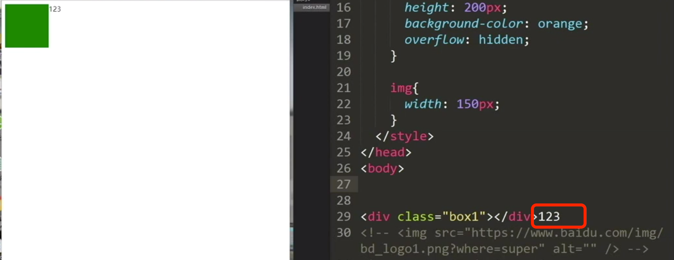 123
index.html
16 height: 200px;
17 background-color: orange;
18 overflow: hidden;
19 }
20
21 img{
22 width: 150px;
23 }
24 </style>
25 </head>
26 <body>
27
28
29 <div class="box1"></div>123
30 <!-- <img src="https://www.baidu.com/img/
bd_logo1.png?where=super" alt="" /> -->